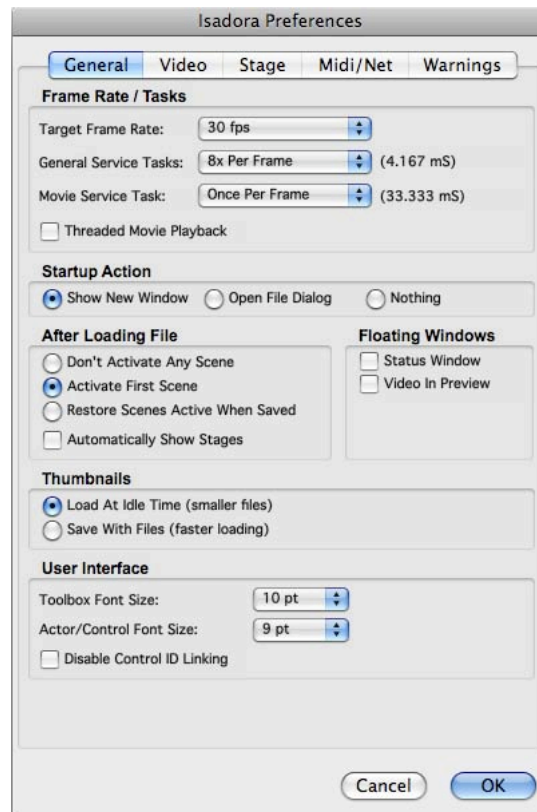 Isadora Preferences
General Video Stage Midi/Net Warnings
Frame Rate / Tasks
Target Frame Rate: 30 fps
General Service Tasks: 8x Per Frame (4.167 mS)
Movie Service Task: Once Per Frame (33.333 mS)
Threaded Movie Playback
Startup Action
Show New Window Open File Dialog Nothing
After Loading File
Don't Activate Any Scene
Activate First Scene
Restore Scenes Active When Saved
Automatically Show Stages
Floating Windows
Status Window
Video In Preview
Thumbnails
Load At Idle Time (smaller files)
Save With Files (faster loading)
User Interface
Toolbox Font Size: 10 pt
Actor/Control Font Size: 9 pt
Disable Control ID Linking
Cancel OK